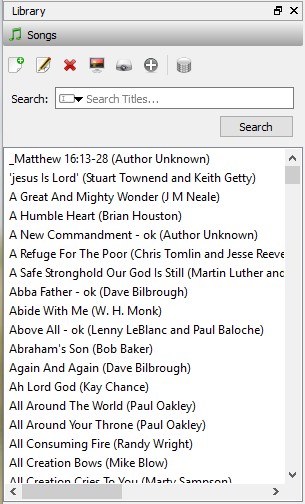 Library
Songs
Search: Search Titles...
Search
_Matthew 16:13-28 (Author Unknown)
'jesus Is Lord' (Stuart Townend and Keith Getty)
A Great And Mighty Wonder (J M Neale)
A Humble Heart (Brian Houston)
A New Commandment - ok (Author Unknown)
A Refuge For The Poor (Chris Tomlin and Jesse Reeve
A Safe Stronghold Our God Is Still (Martin Luther and
Abba Father - ok (Dave Bilbrough)
Abide With Me (W. H. Monk)
Above All - ok (Lenny LeBlanc and Paul Baloche)
Abraham's Son (Bob Baker)
Again And Again (Dave Bilbrough)
Ah Lord God (Kay Chance)
All Around The World (Paul Oakley)
All Around Your Throne (Paul Oakley)
All Consuming Fire (Randy Wright)
All Creation Bows (Mike Blow)
All Creation Cries To You (Marty Sampson)